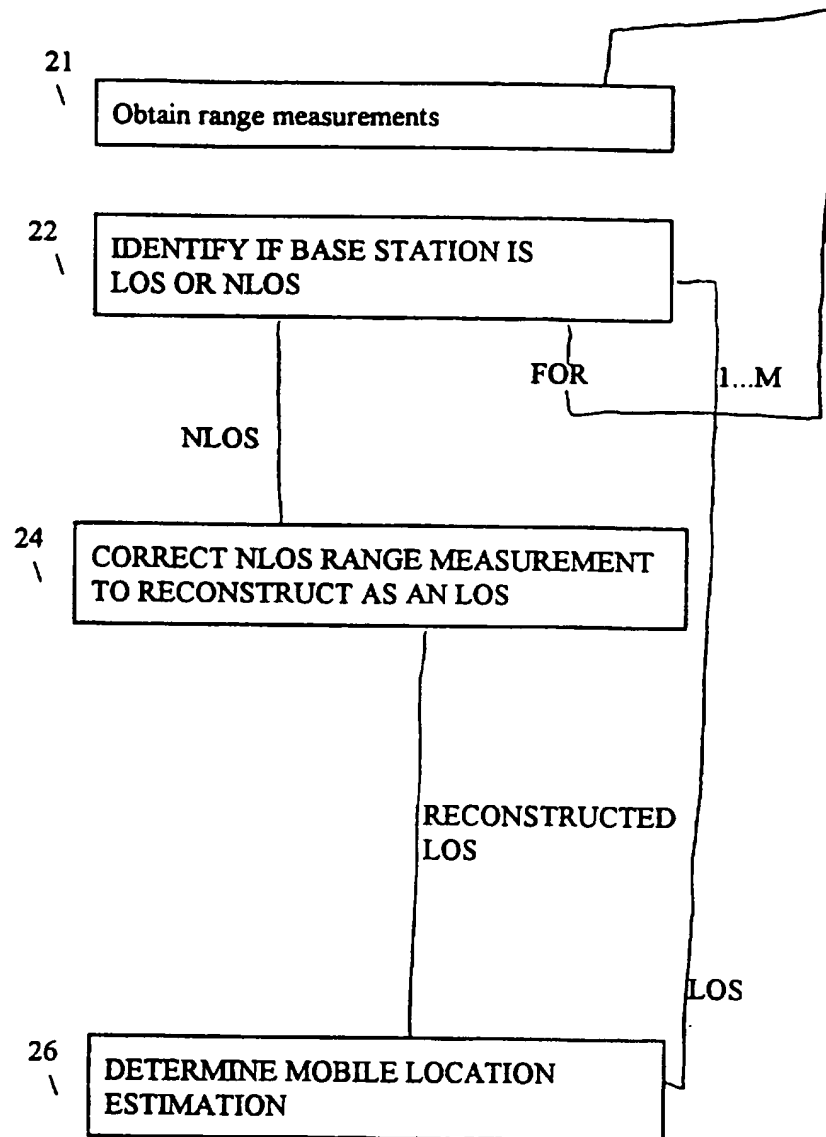 21
Obtain range measurements
22
IDENTIFY IF BASE STATION IS
LOS OR NLOS
FOR 1...M
NLOS
24
CORRECT NLOS RANGE MEASUREMENT
TO RECONSTRUCT AS AN LOS
RECONSTRUCTED
LOS
LOS
26
DETERMINE MOBILE LOCATION
ESTIMATION